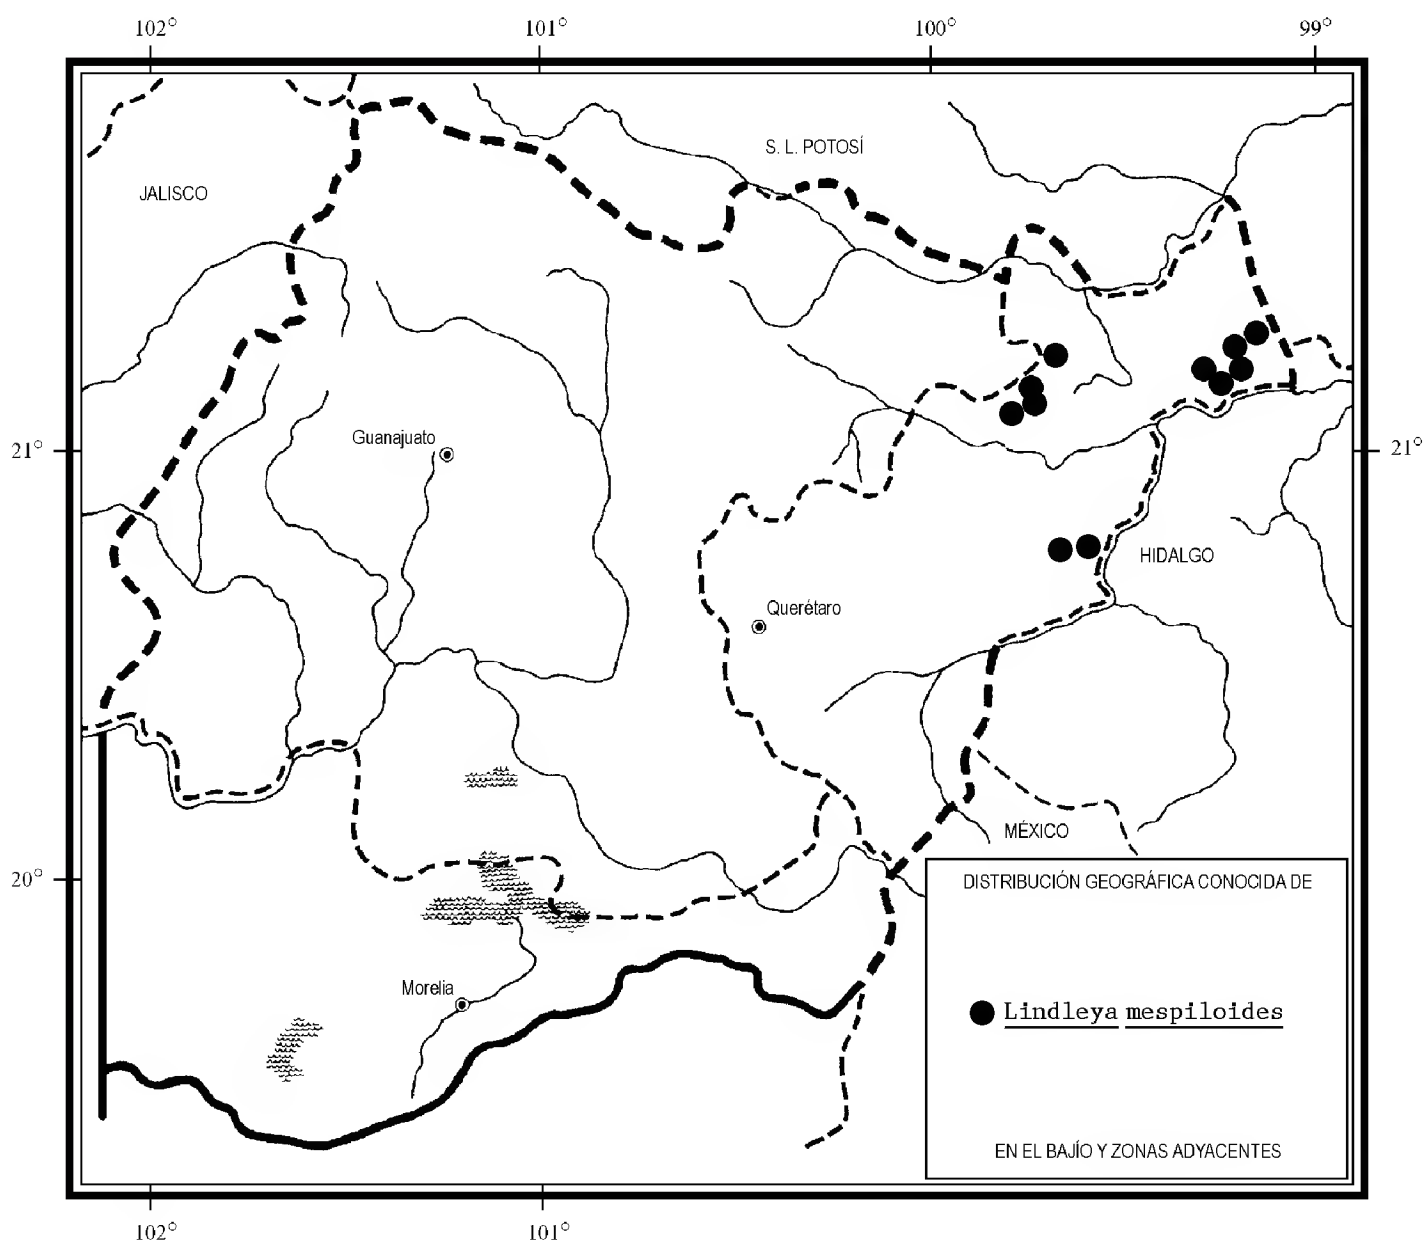 102° 101° 100° 99°
S. L. POTOSÍ
JALISCO
Guanajuato
21° 21°
HIDALGO
Querétaro
MÉXICO
20°
DISTRIBUCIÓN GEOGRÁFICA CONOCIDA DE
Morelia
Lindleya mespiloides
EN EL BAJÍO Y ZONAS ADYACENTES
102° 101°